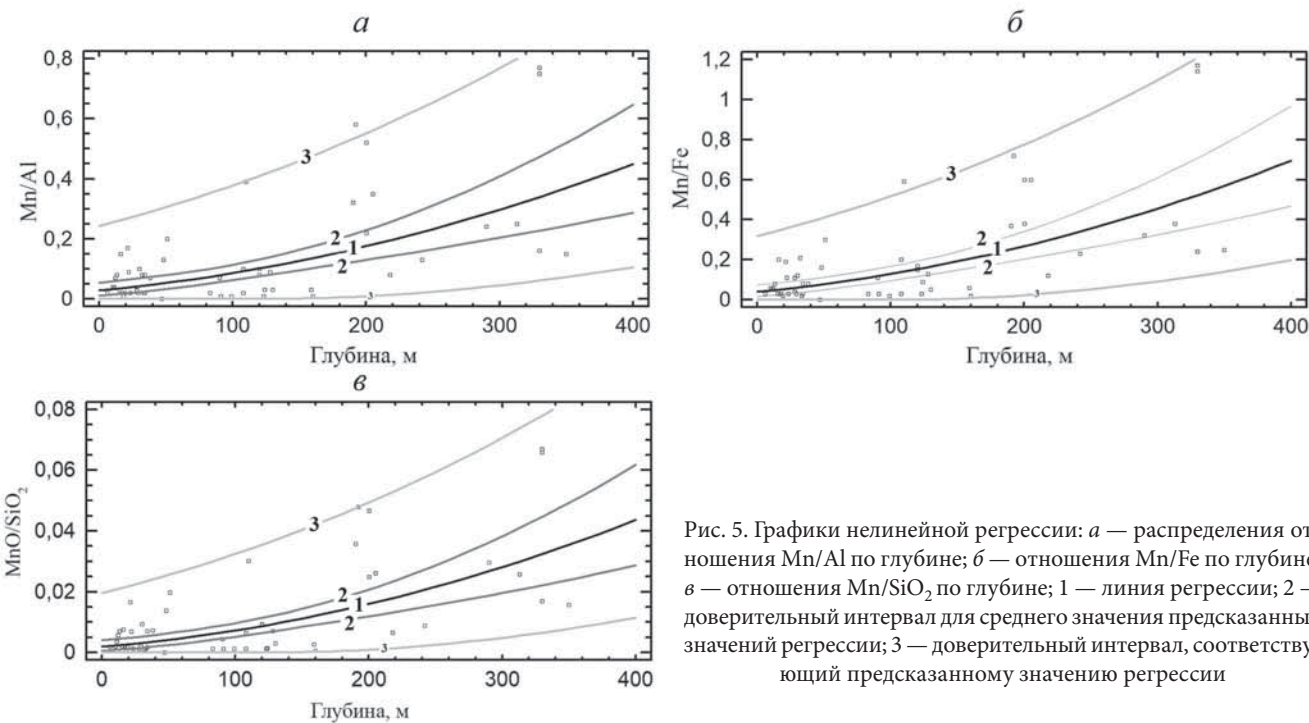 а
0,8
0,6
0,4
0,2
0
Mn/Al
3
2
1
2
3
0 100 200 300 400
Глубина, м
б
1,2
1
0,8
0,6
0,4
0,2
0
Mn/Fe
3
2
1
2
3
0 100 200 300 400
Глубина, м
в
0,08
0,06
0,04
0,02
0
MnO/SiO₂
3
2
1
2
3
0 100 200 300 400
Глубина, м
Рис. 5. Графики нелинейной регрессии: а — распределения от
ношения Mn/Al по глубине; б — отношения Mn/Fe по глубин
в — отношения Mn/SiO₂ по глубине; 1 — линия регрессии; 2 —
доверительный интервал для среднего значения предсказанны
значений регрессии; 3 — доверительный интервал, соответству
ющий предсказанному значению регрессии